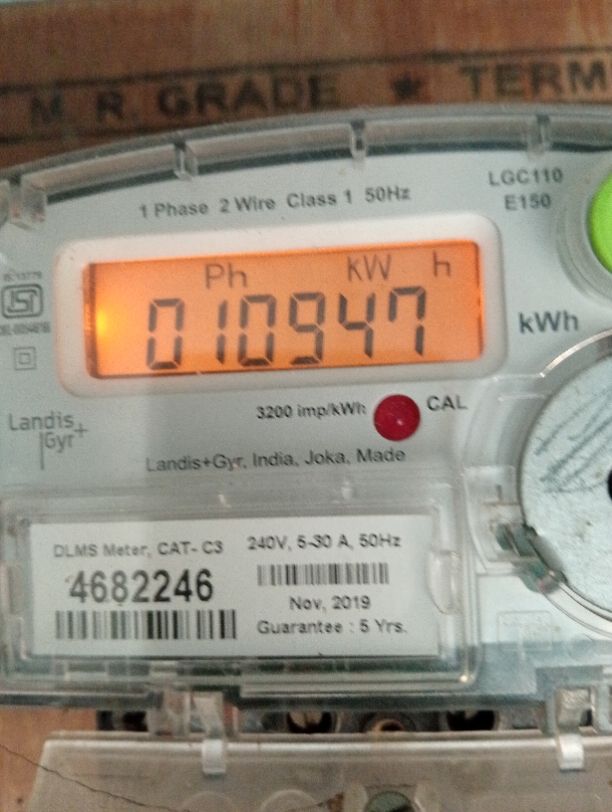 M. R. GRADE ★ TERM
LGC110
E150
1 Phase 2 Wire Class 1 50Hz
Ph KW h
010947
kWh
3200 imp/kWh
CAL
Landis
Gyr+
Landis+Gyr, India, Joka, Made
DLMS Meter, CAT- C3
240V, 5-30 A, 50Hz
4682246
Nov, 2019
Guarantee : 5 Yrs.